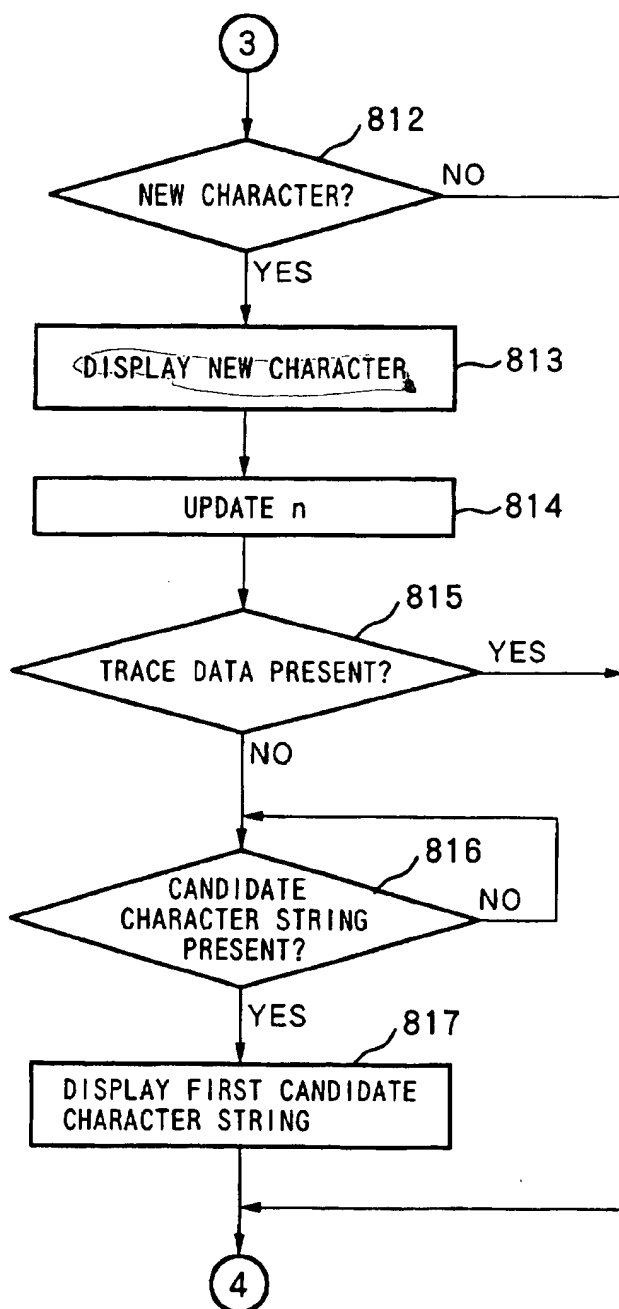 3
812
NEW CHARACTER?
NO
YES
DISPLAY NEW CHARACTER
813
UPDATE n
814
815
TRACE DATA PRESENT?
YES
NO
816
CANDIDATE
CHARACTER STRING
PRESENT?
NO
YES
817
DISPLAY FIRST CANDIDATE
CHARACTER STRING
4